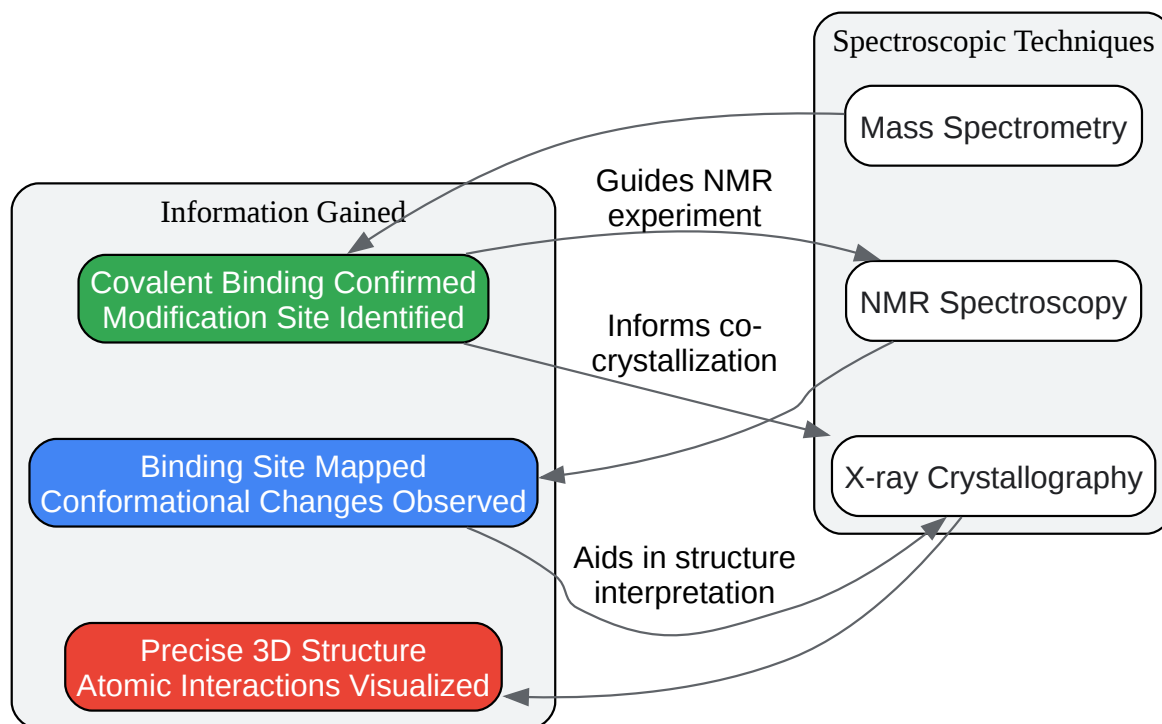 Spectroscopic Techniques
Mass Spectrometry
Guides NMR
experiment
Information Gained
Covalent Binding Confirmed
Modification Site Identified
NMR Spectroscopy
Informs co-
crystallization
Binding Site Mapped
Conformational Changes Observed
X-ray Crystallography
Aids in structure
interpretation
Precise 3D Structure
Atomic Interactions Visualized